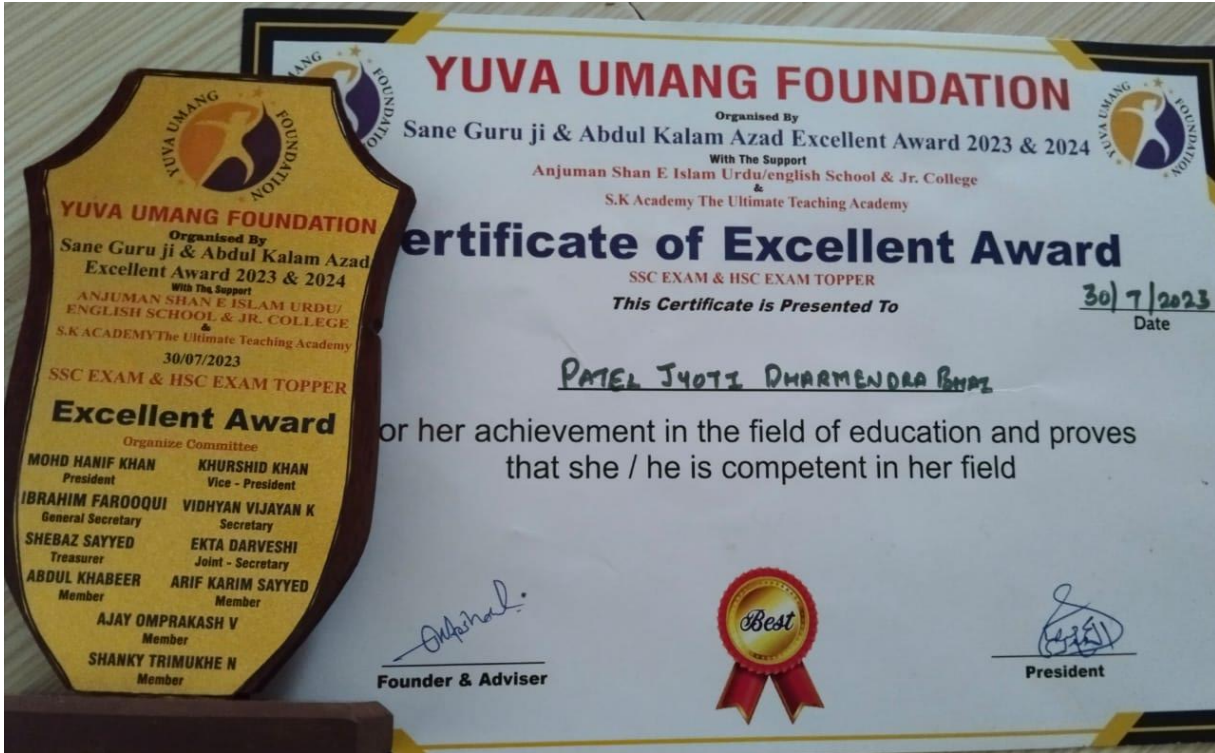 YUVA UMANG FOUNDATION
YUVA UMANG FOUNDATION
Organised By
Sane Guru ji & Abdul Kalam Azad
Excellent Award 2023 & 2024
With The Support
ANJUMAN SHAN E ISLAM URDU/
ENGLISH SCHOOL & JR. COLLEGE
&
S.K ACADEMYThe Ultimate Teaching Academy
30/07/2023
SSC EXAM & HSC EXAM TOPPER
Excellent Award
Organize Committee
MOHD HANIF KHAN
President
KHURSHID KHAN
Vice - President
IBRAHIM FAROOQUI
General Secretary
VIDHYAN VIJAYAN K
Secretary
SHEBAZ SAYYED
Treasurer
EKTA DARVESHI
Joint - Secretary
ABDUL KHABEER
Member
ARIF KARIM SAYYED
Member
AJAY OMPRAKASH V
Member
SHANKY TRIMUKHE N
Member
ANG FOUNDATION
YUVA UMANG FOUNDATION
YUVA UMANG FOUNDATION
Organised By
Sane Guru ji & Abdul Kalam Azad Excellent Award 2023 & 2024
With The Support
Anjuman Shan E Islam Urdu/english School & Jr. College
&
S.K Academy The Ultimate Teaching Academy
ertificate of Excellent Award
SSC EXAM & HSC EXAM TOPPER
This Certificate is Presented To
30/7/2023
Date
PATEL JYOTI DHARMENDRA BHAI
or her achievement in the field of education and proves
that she / he is competent in her field
Best
Founder & Adviser
President